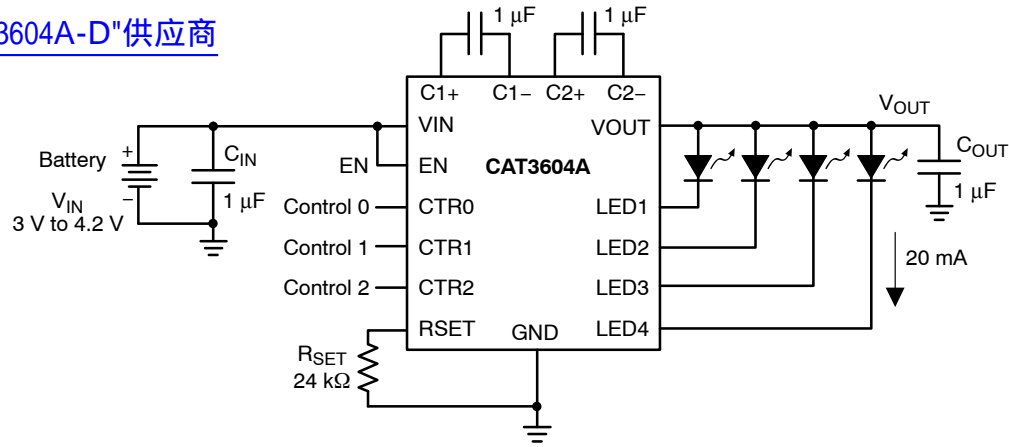 3604A-D"供应商
1 μF
1 μF
C1+ C1− C2+ C2−
VIN
VOUT
VOUT
Battery
+
−
VIN
3 V to 4.2 V
CIN
1 μF
EN
EN
CAT3604A
COUT
1 μF
Control 0
CTR0
LED1
Control 1
CTR1
LED2
20 mA
Control 2
CTR2
LED3
RSET
GND
LED4
RSET
24 kΩ